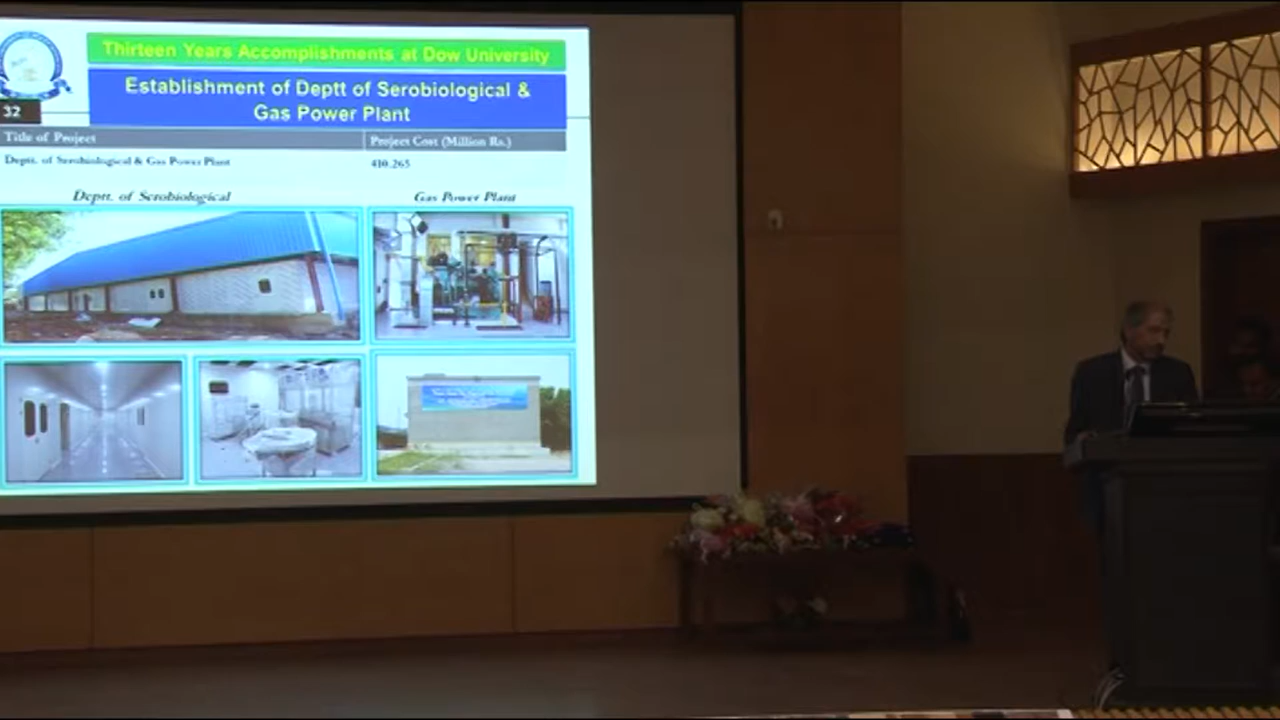 Thirteen Years Accomplishments at Dow University
Establishment of Deptt of Serobiological &
Gas Power Plant
32
Title of Project
Project Cost (Million Rs.)
Deptt. of Serobiological & Gas Power Plant
410.265
Deptt. of Serobiological
Gas Power Plant